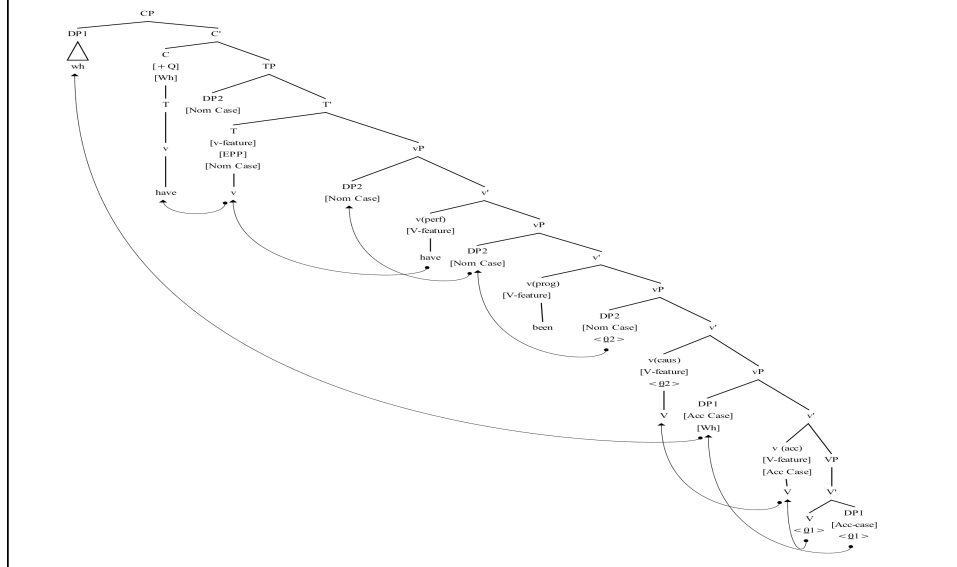 CP
DP1 C'
wh
C
[+Q]
[Wh]
TP
T
DP2
[Nom Case]
T'
T
[v-feature]
[EPP]
[Nom Case]
v
vP
have
v
DP2
[Nom Case]
v'
v(perf)
[V-feature]
vP
have
DP2
[Nom Case]
v'
v(prog)
[V-feature]
vP
been
DP2
[Nom Case]
<θ2>
v'
v(caus)
[V-feature]
<θ2>
vP
V
DP1
[Acc Case]
[Wh]
v'
v (acc)
[V-feature]
[Acc Case]
VP
V
V'
V
<θ1>
DP1
[Acc-case]
<θ1>